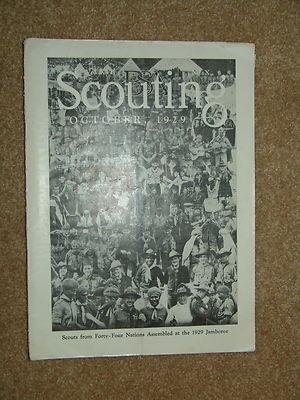 Scouting
OCTOBER, 1929
Scouts from Forty-Four Nations Assembled at the 1929 Jamboree